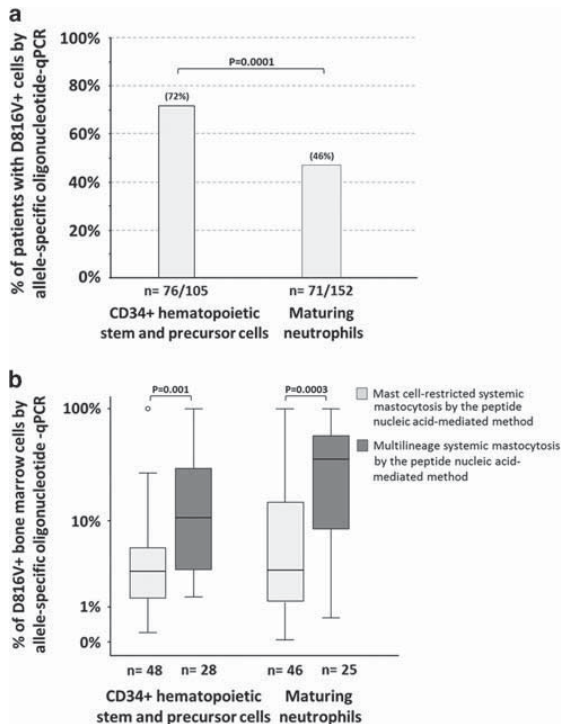 a
% of patients with D816V+ cells by
allele-specific oligonucleotide-qPCR
100%
80%
60%
40%
20%
0%
P=0.0001
(72%)
(46%)
n= 76/105
n= 71/152
CD34+ hematopoietic
stem and precursor cells
Maturing
neutrophils
b
% of D816V+ bone marrow cells by
allele-specific oligonucleotide -qPCR
100%
10%
1%
0%
P=0.001
P=0.0003
Mast cell-restricted systemic
mastocytosis by the peptide
nucleic acid-mediated method
Multilineage systemic mastocytosis
by the peptide nucleic acid-
mediated method
n= 48
n= 28
n= 46
n= 25
CD34+ hematopoietic
stem and precursor cells
Maturing
neutrophils